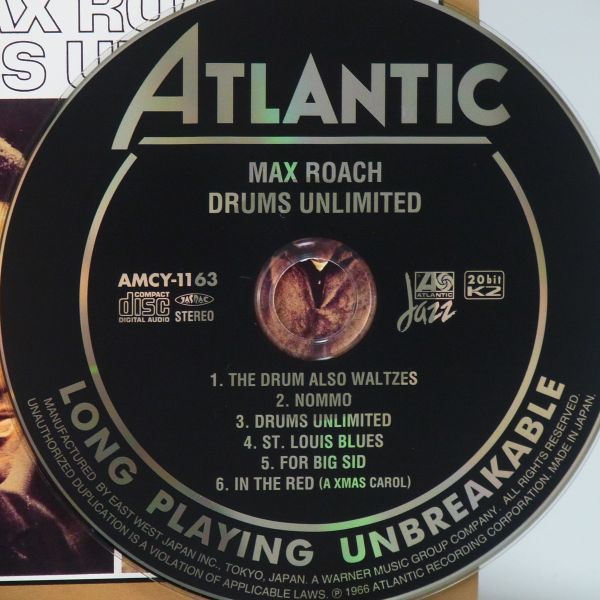 ATLANTIC
MAX ROACH
DRUMS UNLIMITED
AMCY-1163
COMPACT
disc
DIGITAL AUDIO
JASRAC
STEREO
ATLANTIC
Jazz
20bit
K2
1. THE DRUM ALSO WALTZES
2. NOMMO
3. DRUMS UNLIMITED
4. ST. LOUIS BLUES
5. FOR BIG SID
6. IN THE RED (A XMAS CAROL)
LONG PLAYING UNBREAKABLE
MANUFACTURED BY EAST WEST JAPAN INC., TOKYO, JAPAN. A WARNER MUSIC GROUP COMPANY. ALL RIGHTS RESERVED.
UNAUTHORIZED DUPLICATION IS A VIOLATION OF APPLICABLE LAWS. ℗ 1966 ATLANTIC RECORDING CORPORATION. MADE IN JAPAN.